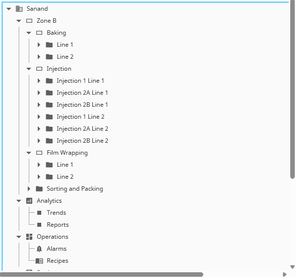 Sanand
Zone B
Baking
Line 1
Line 2
Injection
Injection 1 Line 1
Injection 2A Line 1
Injection 2B Line 1
Injection 1 Line 2
Injection 2A Line 2
Injection 2B Line 2
Film Wrapping
Line 1
Line 2
Sorting and Packing
Analytics
Trends
Reports
Operations
Alarms
Recipes